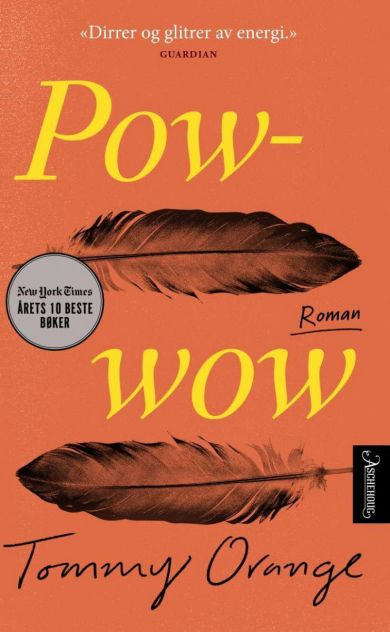 «Dirrer og glitrer av energi.»
GUARDIAN
Pow-
New York Times
ÅRETS 10 BESTE
BØKER
Roman
wow
ASCHEHOUG
Tommy Orange